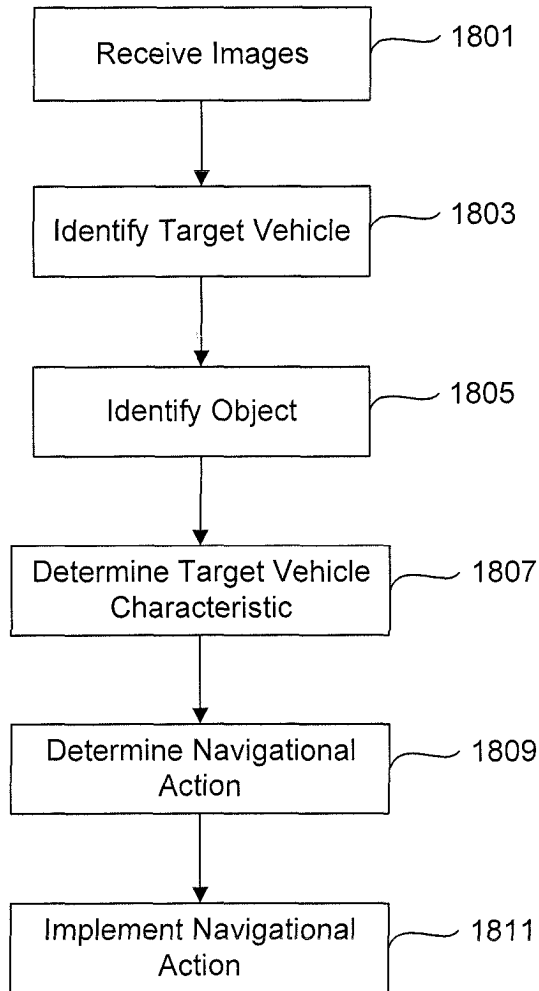 Receive Images
1801
Identify Target Vehicle
1803
Identify Object
1805
Determine Target Vehicle
Characteristic
1807
Determine Navigational
Action
1809
Implement Navigational
Action
1811